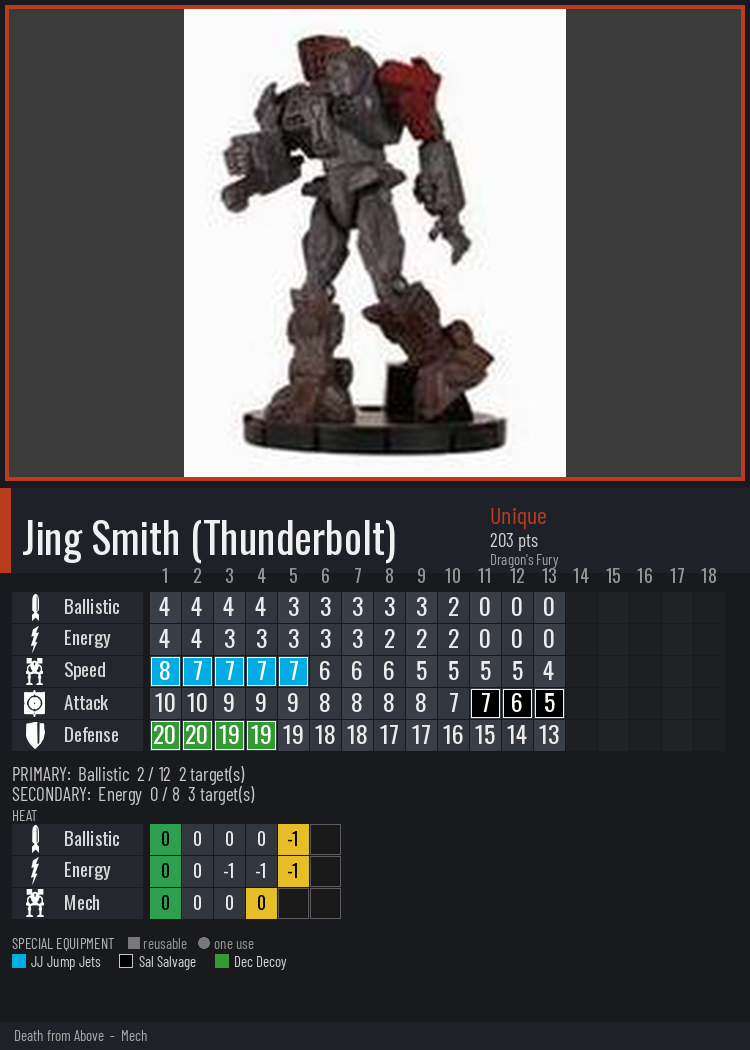 Jing Smith (Thunderbolt)
Unique
203 pts
Dragon's Fury
1 2 3 4 5 6 7 8 9 10 11 12 13 14 15 16 17 18
Ballistic 4 4 4 4 3 3 3 3 3 2 0 0 0
Energy 4 4 3 3 3 3 3 2 2 2 0 0 0
Speed 8 7 7 7 7 6 6 6 5 5 5 5 4
Attack 10 10 9 9 9 8 8 8 8 7 7 6 5
Defense 20 20 19 19 19 18 18 17 17 16 15 14 13
PRIMARY: Ballistic 2 / 12 2 target(s)
SECONDARY: Energy 0 / 8 3 target(s)
HEAT
Ballistic 0 0 0 0 -1
Energy 0 0 -1 -1 -1
Mech 0 0 0 0
SPECIAL EQUIPMENT reusable one use
JJ Jump Jets Sal Salvage Dec Decoy
Death from Above - Mech